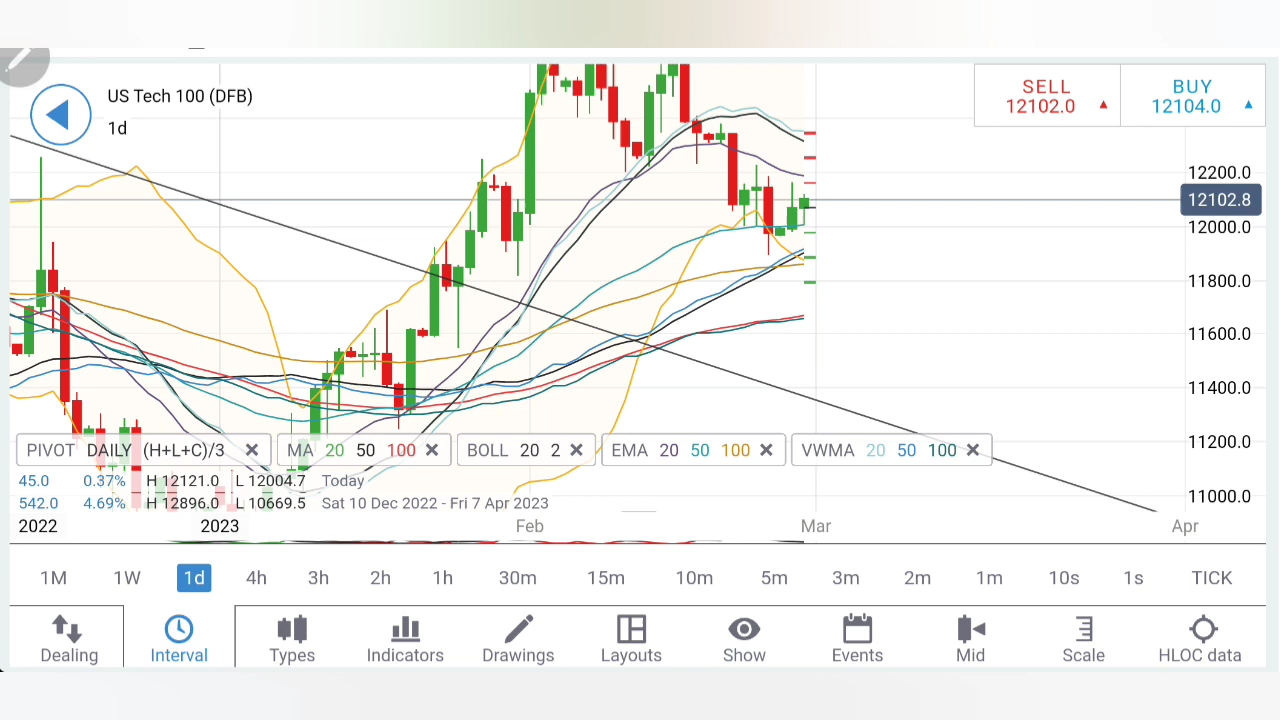 US Tech 100 (DFB)
1d
SELL
12102.0
BUY
12104.0
12200.0
12102.8
12000.0
11800.0
11600.0
11400.0
11200.0
11000.0
PIVOT DAILY (H+L+C)/3
MA 20 50 100
BOLL 20 2
EMA 20 50 100
VWMA 20 50 100
45.0 0.37% H 12121.0 L 12004.7 Today
542.0 4.69% H 12896.0 L 10669.5 Sat 10 Dec 2022 - Fri 7 Apr 2023
2022 2023 Feb Mar Apr
1M 1W 1d 4h 3h 2h 1h 30m 15m 10m 5m 3m 2m 1m 10s 1s TICK
Dealing Interval Types Indicators Drawings Layouts Show Events Mid Scale HLOC data